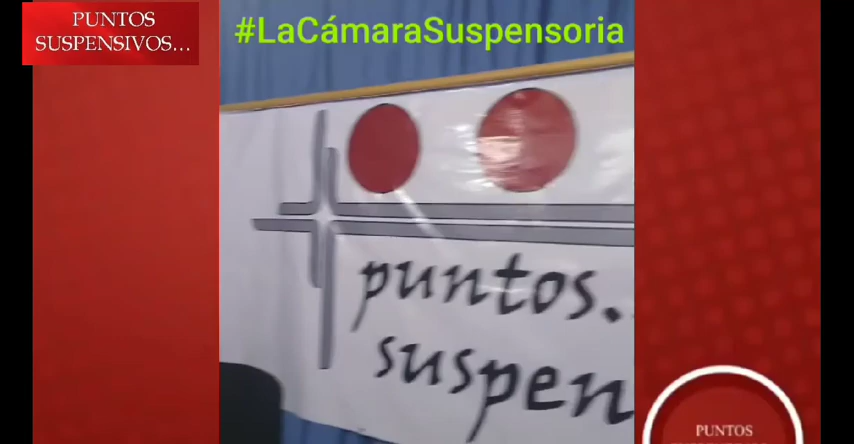 PUNTOS
SUSPENSIVOS...
#LaCámaraSuspensoria
puntos..
suspen
PUNTOS